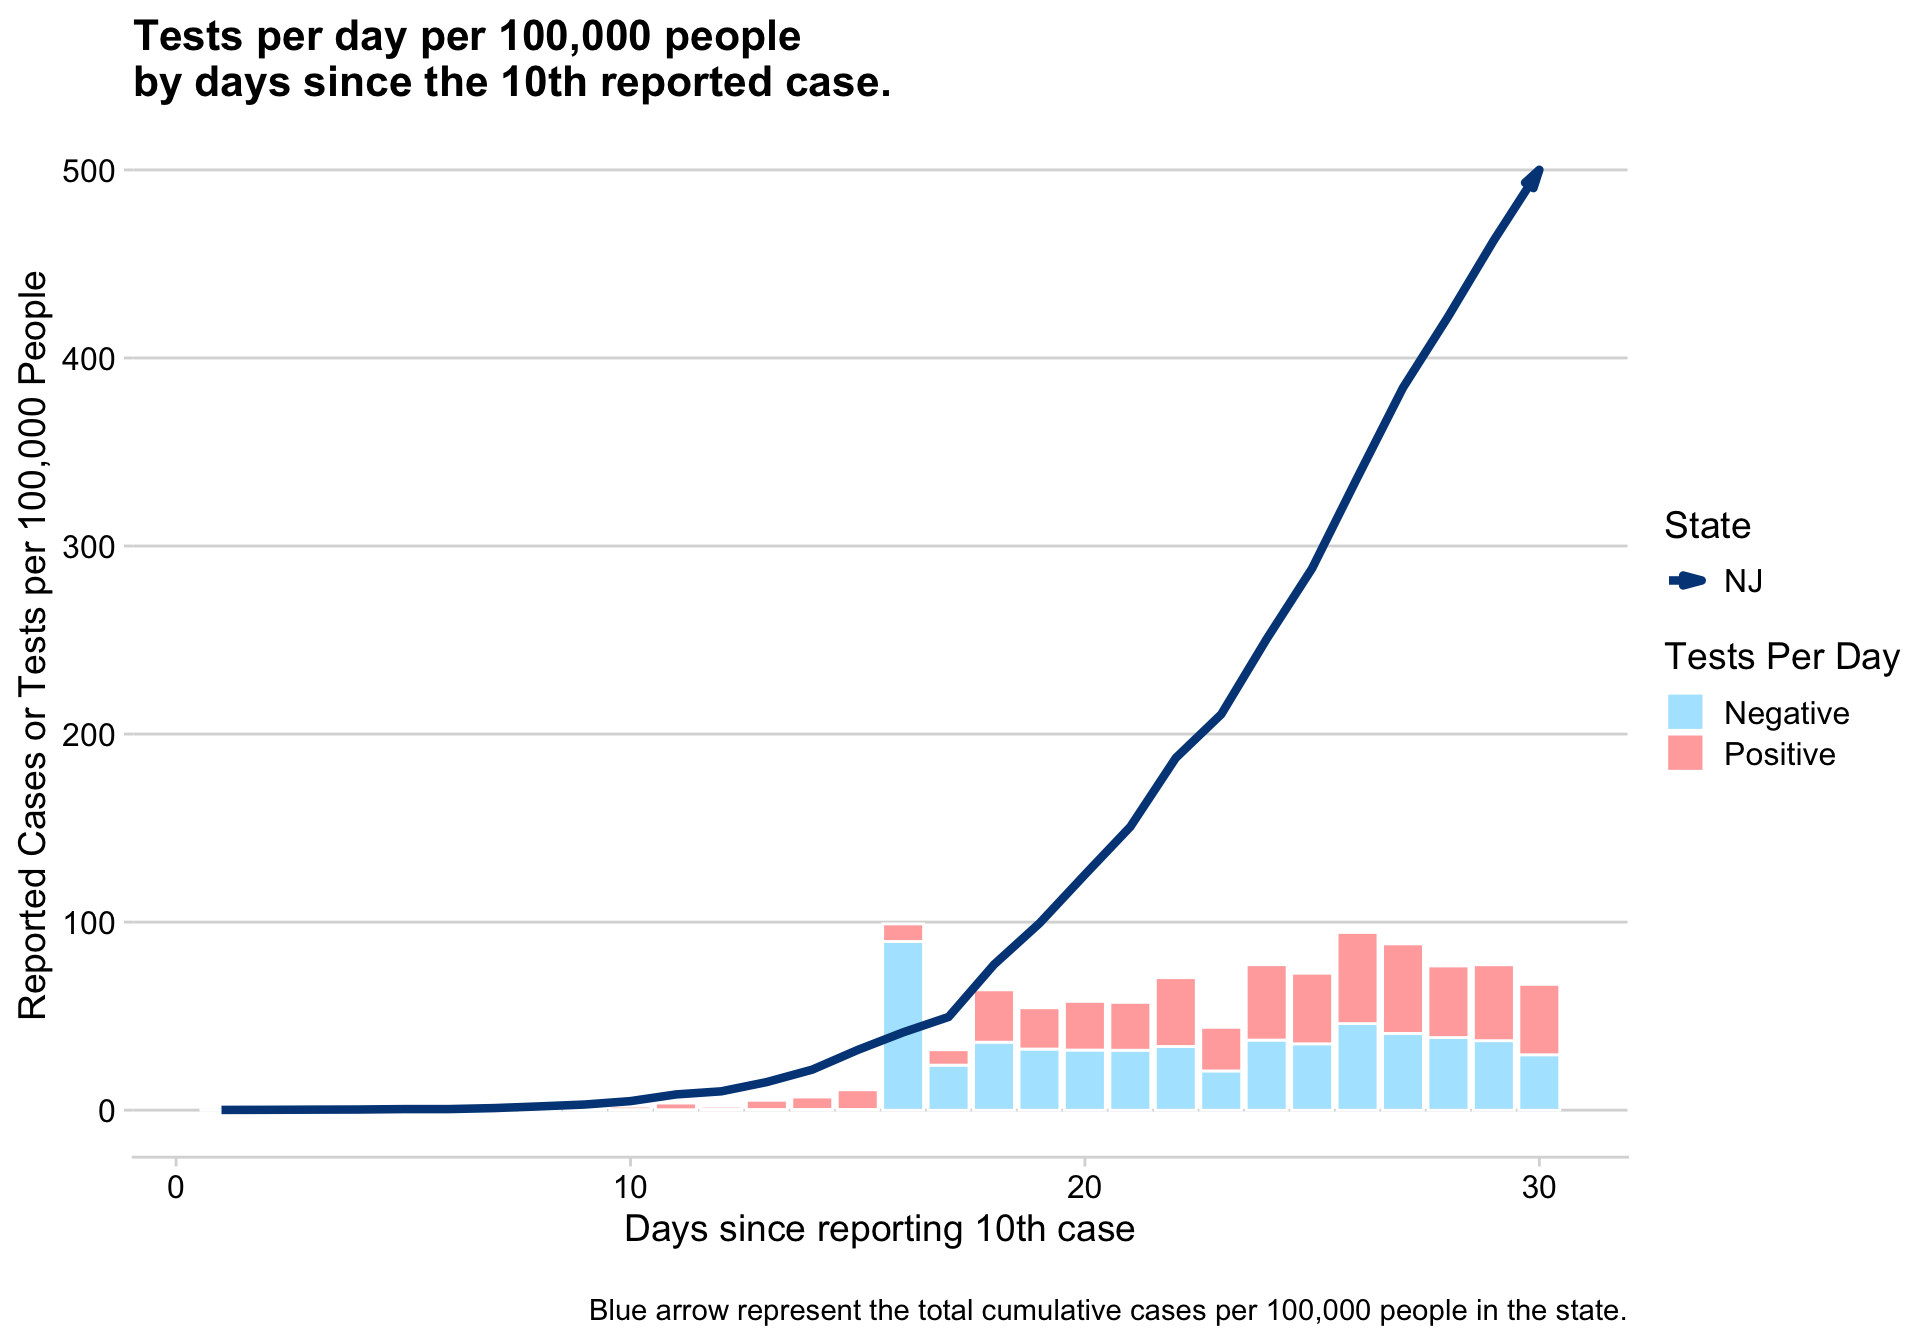 Tests per day per 100,000 people
by days since the 10th reported case.
Reported Cases or Tests per 100,000 People
500
400
300
200
100
0
0
10
20
30
Days since reporting 10th case
State
NJ
Tests Per Day
Negative
Positive
Blue arrow represent the total cumulative cases per 100,000 people in the state.